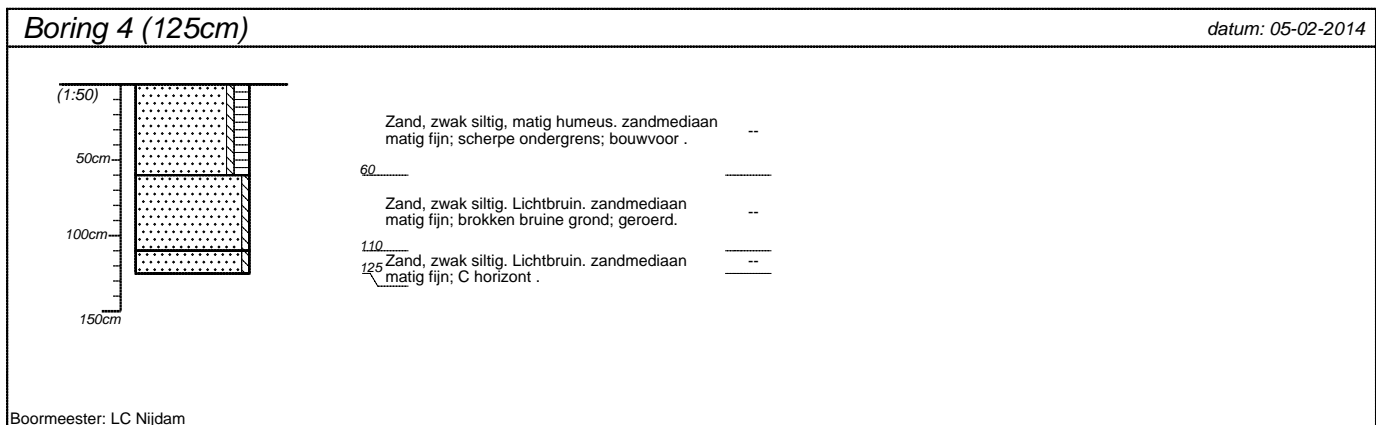 Boring 4 (125cm)
datum: 05-02-2014
(1:50)
50cm
100cm
150cm
Zand, zwak siltig, matig humeus. zandmediaan
matig fijn; scherpe ondergrens; bouwvoor .
--
60
Zand, zwak siltig. Lichtbruin. zandmediaan
matig fijn; brokken bruine grond; geroerd.
--
110
Zand, zwak siltig. Lichtbruin. zandmediaan
matig fijn; C horizont .
--
125
Boormeester: LC Nijdam